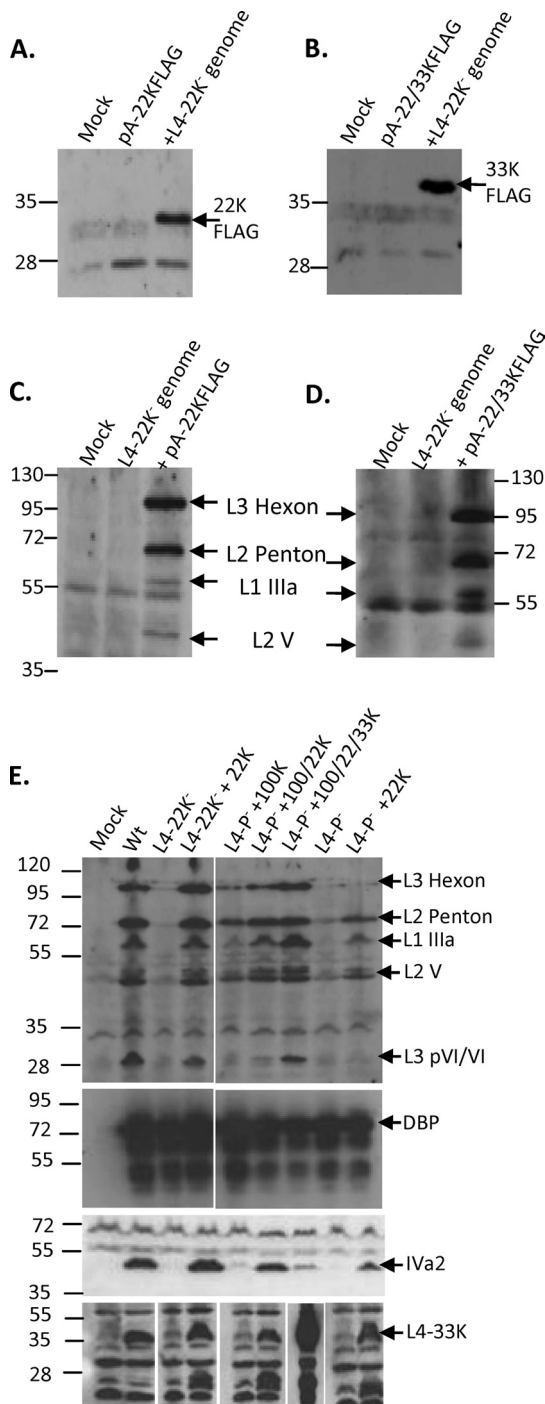 A.
Mock
pA-22KFLAG
+L4-22K⁻ genome
35
28
22K
FLAG
B.
Mock
pA-22/33KFLAG
+L4-22K⁻ genome
35
28
33K
FLAG
C.
Mock
L4-22K⁻ genome
+ pA-22KFLAG
130
95
72
55
35
L3 Hexon
L2 Penton
L1 IIIa
L2 V
D.
Mock
L4-22K⁻ genome
+ pA-22/33KFLAG
130
95
72
55
E.
Mock
Wt
L4-22K⁻
L4-22K⁻ + 22K
L4-P⁻ +100K
L4-P⁻ +100/22K
L4-P⁻ +100/22/33K
L4-P⁻
L4-P⁻ +22K
120
95
72
55
35
28
L3 Hexon
L2 Penton
L1 IIIa
L2 V
L3 pVI/VI
95
72
55
DBP
72
55
35
IVa2
55
35
28
L4-33K